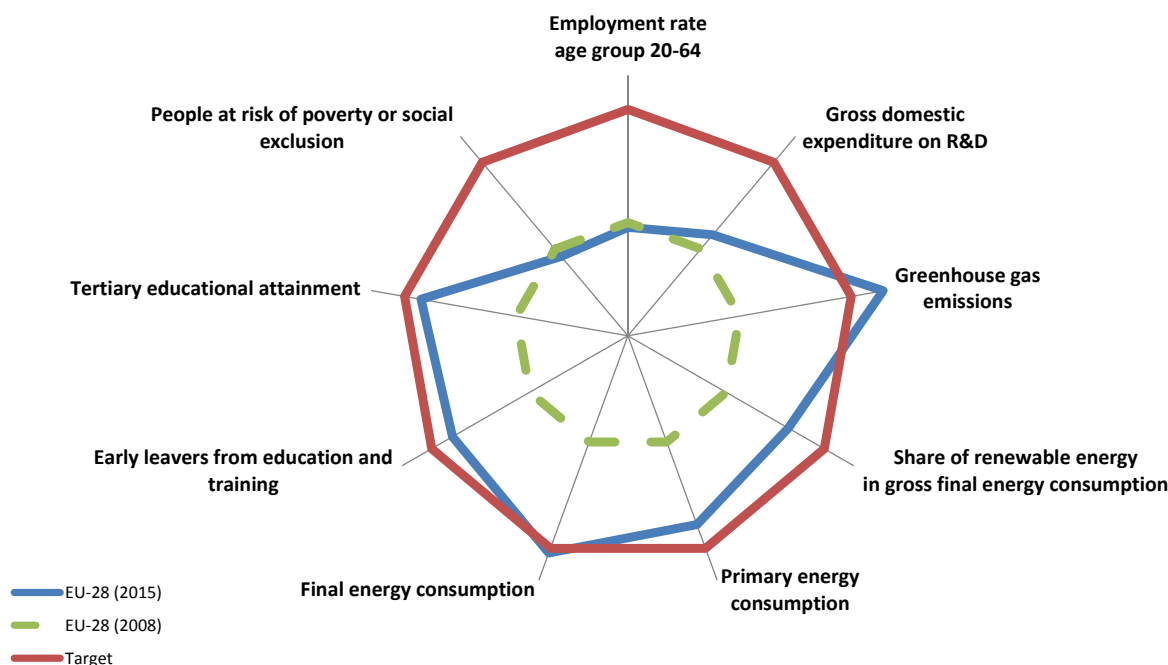 Employment rate
age group 20-64
People at risk of poverty or social
exclusion
Gross domestic
expenditure on R&D
Tertiary educational attainment
Greenhouse gas
emissions
Early leavers from education and
training
Share of renewable energy
in gross final energy consumption
Final energy consumption
Primary energy
consumption
EU-28 (2015)
EU-28 (2008)
Target